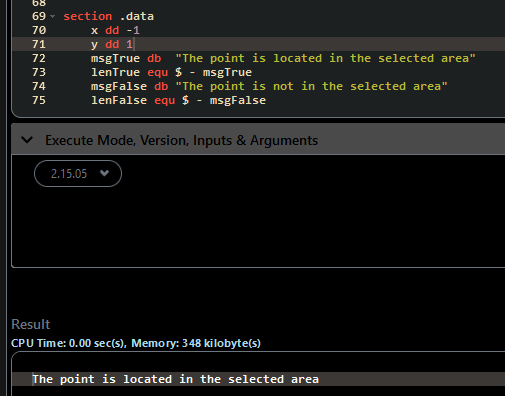 68
69 section .data
70 x dd -1
71 y dd 1
72 msgTrue db "The point is located in the selected area"
73 lenTrue equ $ - msgTrue
74 msgFalse db "The point is not in the selected area"
75 lenFalse equ $ - msgFalse
Execute Mode, Version, Inputs & Arguments
2.15.05
Result
CPU Time: 0.00 sec(s), Memory: 348 kilobyte(s)
The point is located in the selected area